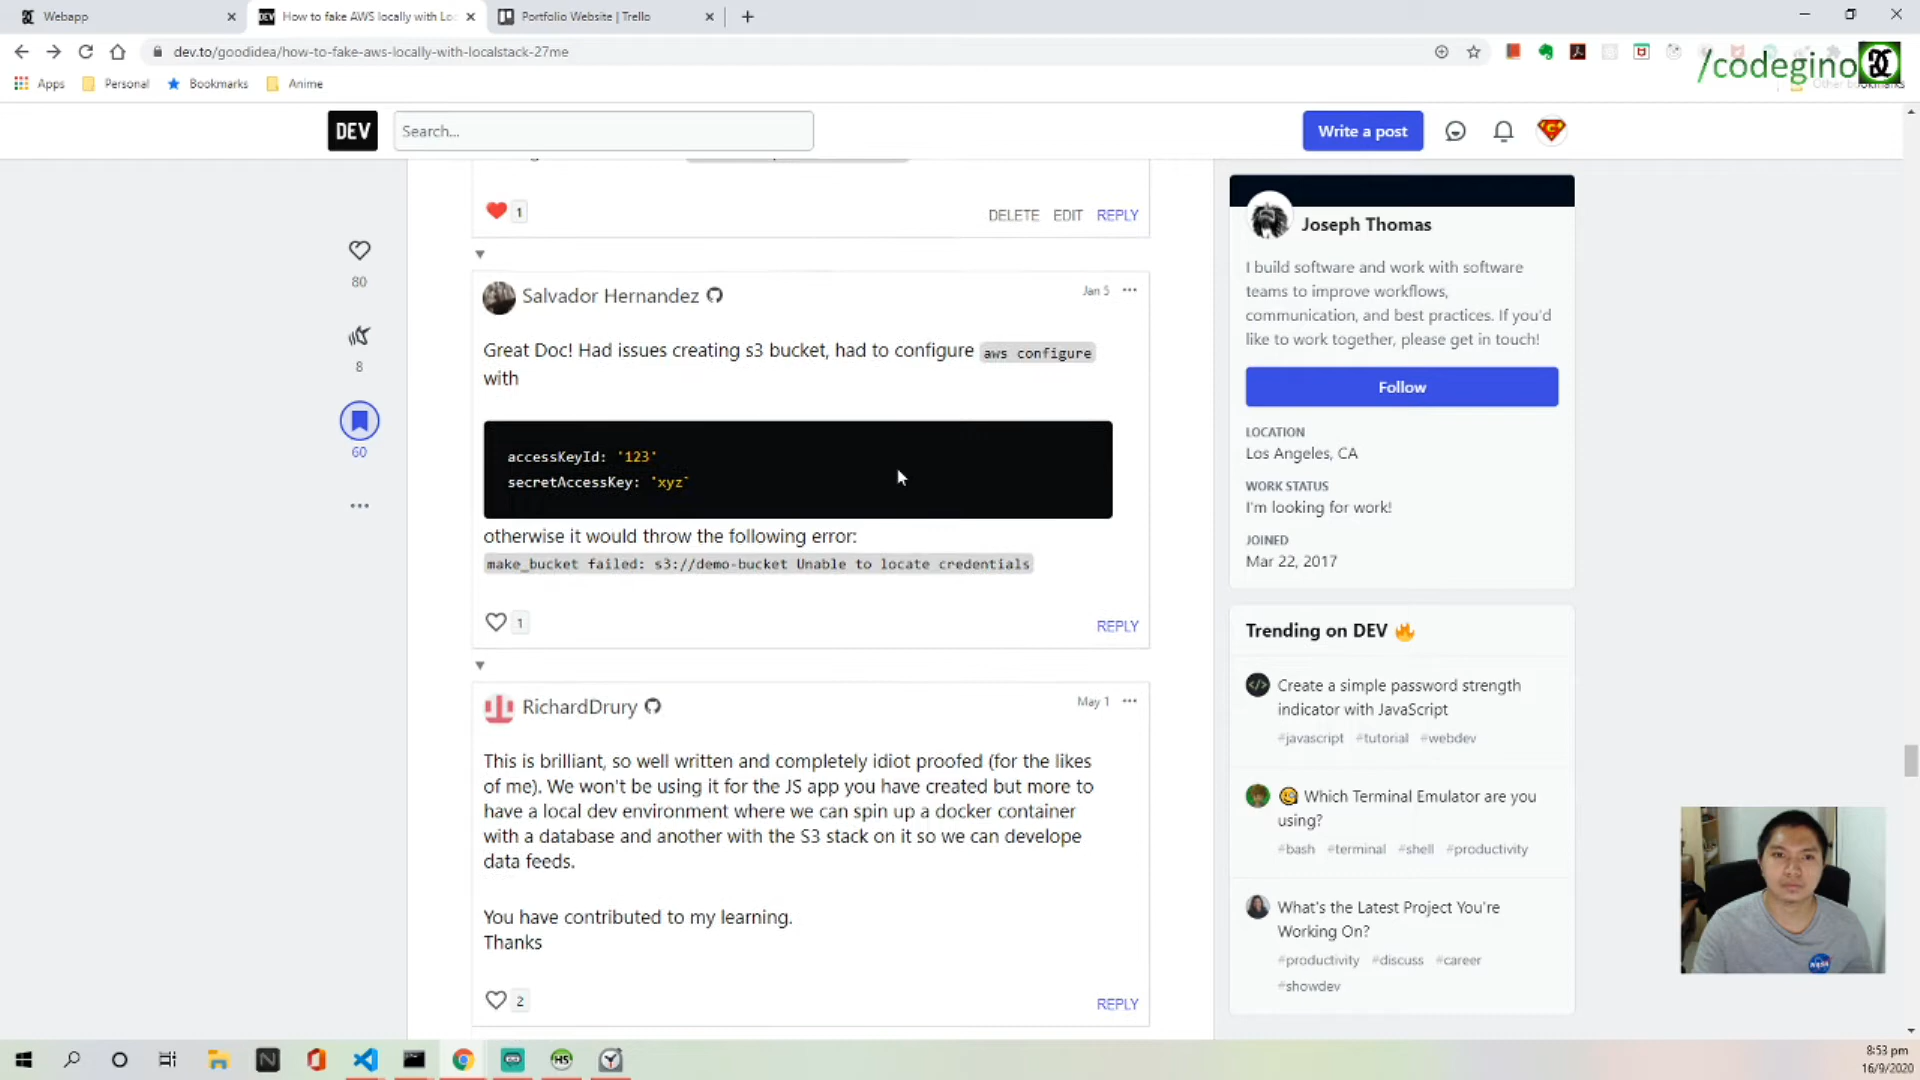 Webapp
DEV How to fake AWS locally with Loc
Portfolio Website | Trello
dev.to/goodidea/how-to-fake-aws-locally-with-localstack-27me
/codegino
Apps
Personal
Bookmarks
Anime
Other bookmarks
DEV
Search...
Write a post
1
DELETE EDIT REPLY
80
8
60
Salvador Hernandez
Jan 5
Great Doc! Had issues creating s3 bucket, had to configure aws configure
with
accessKeyId: '123'
secretAccessKey: 'xyz`
otherwise it would throw the following error:
make_bucket failed: s3://demo-bucket Unable to locate credentials
1
REPLY
RichardDrury
May 1
This is brilliant, so well written and completely idiot proofed (for the likes
of me). We won't be using it for the JS app you have created but more to
have a local dev environment where we can spin up a docker container
with a database and another with the S3 stack on it so we can develope
data feeds.
You have contributed to my learning.
Thanks
2
REPLY
Joseph Thomas
I build software and work with software
teams to improve workflows,
communication, and best practices. If you'd
like to work together, please get in touch!
Follow
LOCATION
Los Angeles, CA
WORK STATUS
I'm looking for work!
JOINED
Mar 22, 2017
Trending on DEV
Create a simple password strength
indicator with JavaScript
#javascript #tutorial #webdev
Which Terminal Emulator are you
using?
#bash #terminal #shell #productivity
What's the Latest Project You're
Working On?
#productivity #discuss #career
#showdev
NASA
8:53 pm
16/9/2020